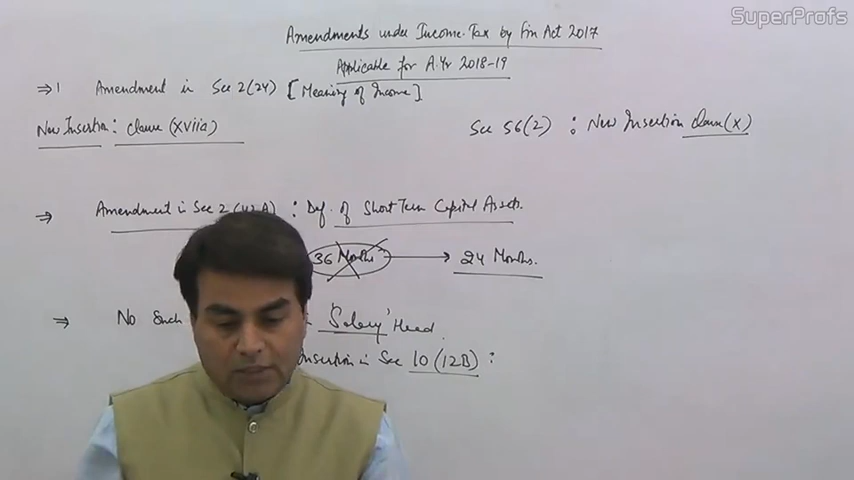 SuperProfs
Amendments under Income Tax by Fin Act 2017
Applicable for A.Yr 2018-19
⇒1 Amendment in Sec 2(24) [Meaning of Income]
New Insertion: clause (xviia) Sec 56(2) : New Insertion clause (x)
⇒ Amendment in Sec 2(42A) : Def. of Short Term Capital Assets.
36 Months → 24 Months.
⇒ No Such 'Salary' Head.
Insertion in Sec 10(12B) :